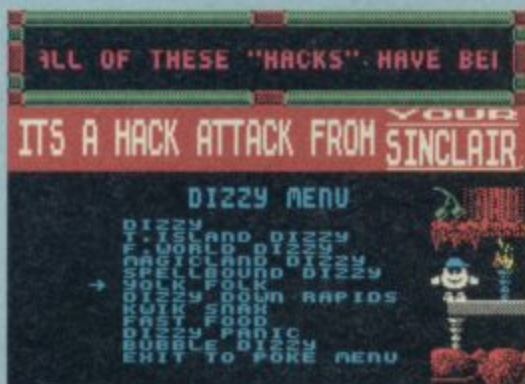 ALL OF THESE "HACKS" HAVE BEI
ITS A HACK ATTACK FROM YOUR SINCLAIR
DIZZY MENU
DIZZY
T.ISLAND DIZZY
F.WORLD DIZZY
MAGICLAND DIZZY
SPELLBOUND DIZZY
→ YOLK FOLK
DIZZY DOWN RAPIDS
KWIK SNAX
FAST FOOD
DIZZY PANIC
BUBBLE DIZZY
EXIT TO POKE MENU